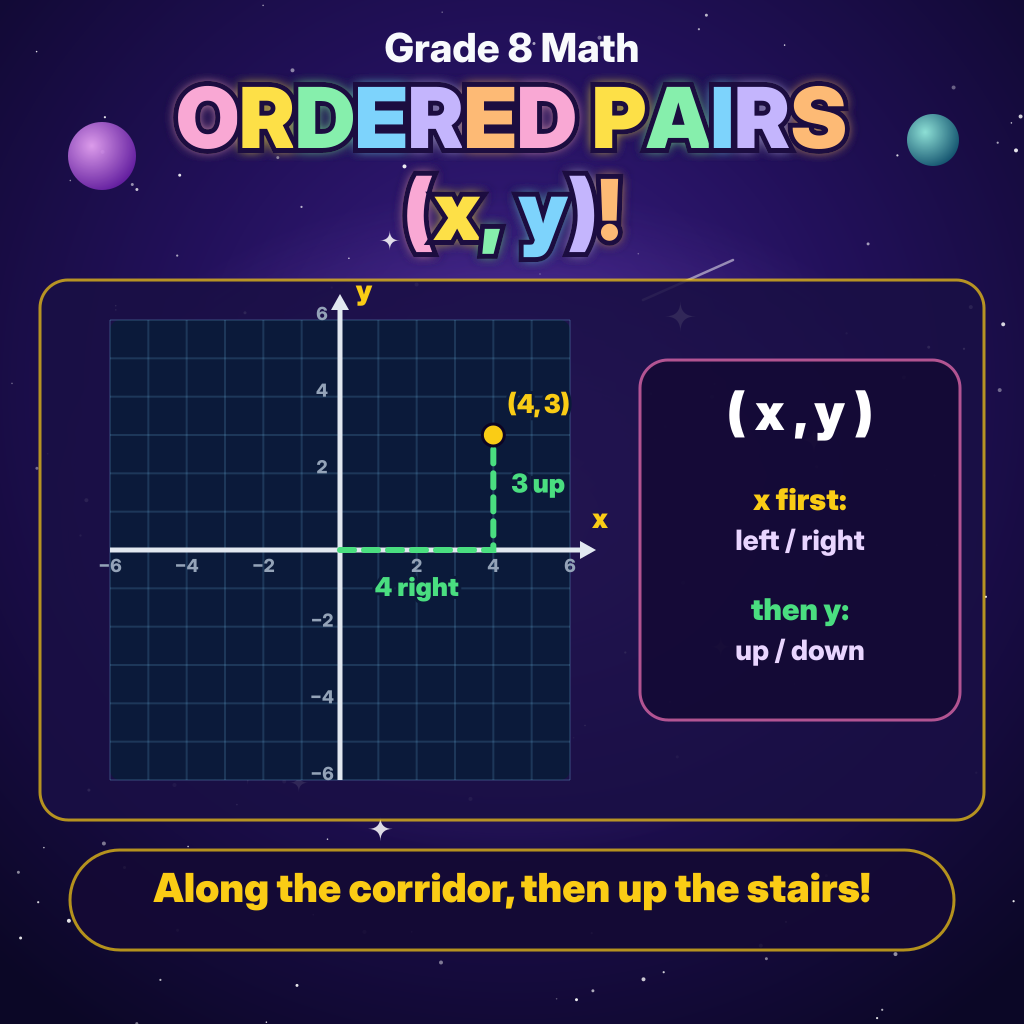 Grade 8 Math
ORDERED PAIRS
(x, y)!
y
6
4
2
(4, 3)
3 up
x
−6 −4 −2 2 4 6
4 right
−2
−4
−6
(x,y)
x first:
left / right
then y:
up / down
Along the corridor, then up the stairs!